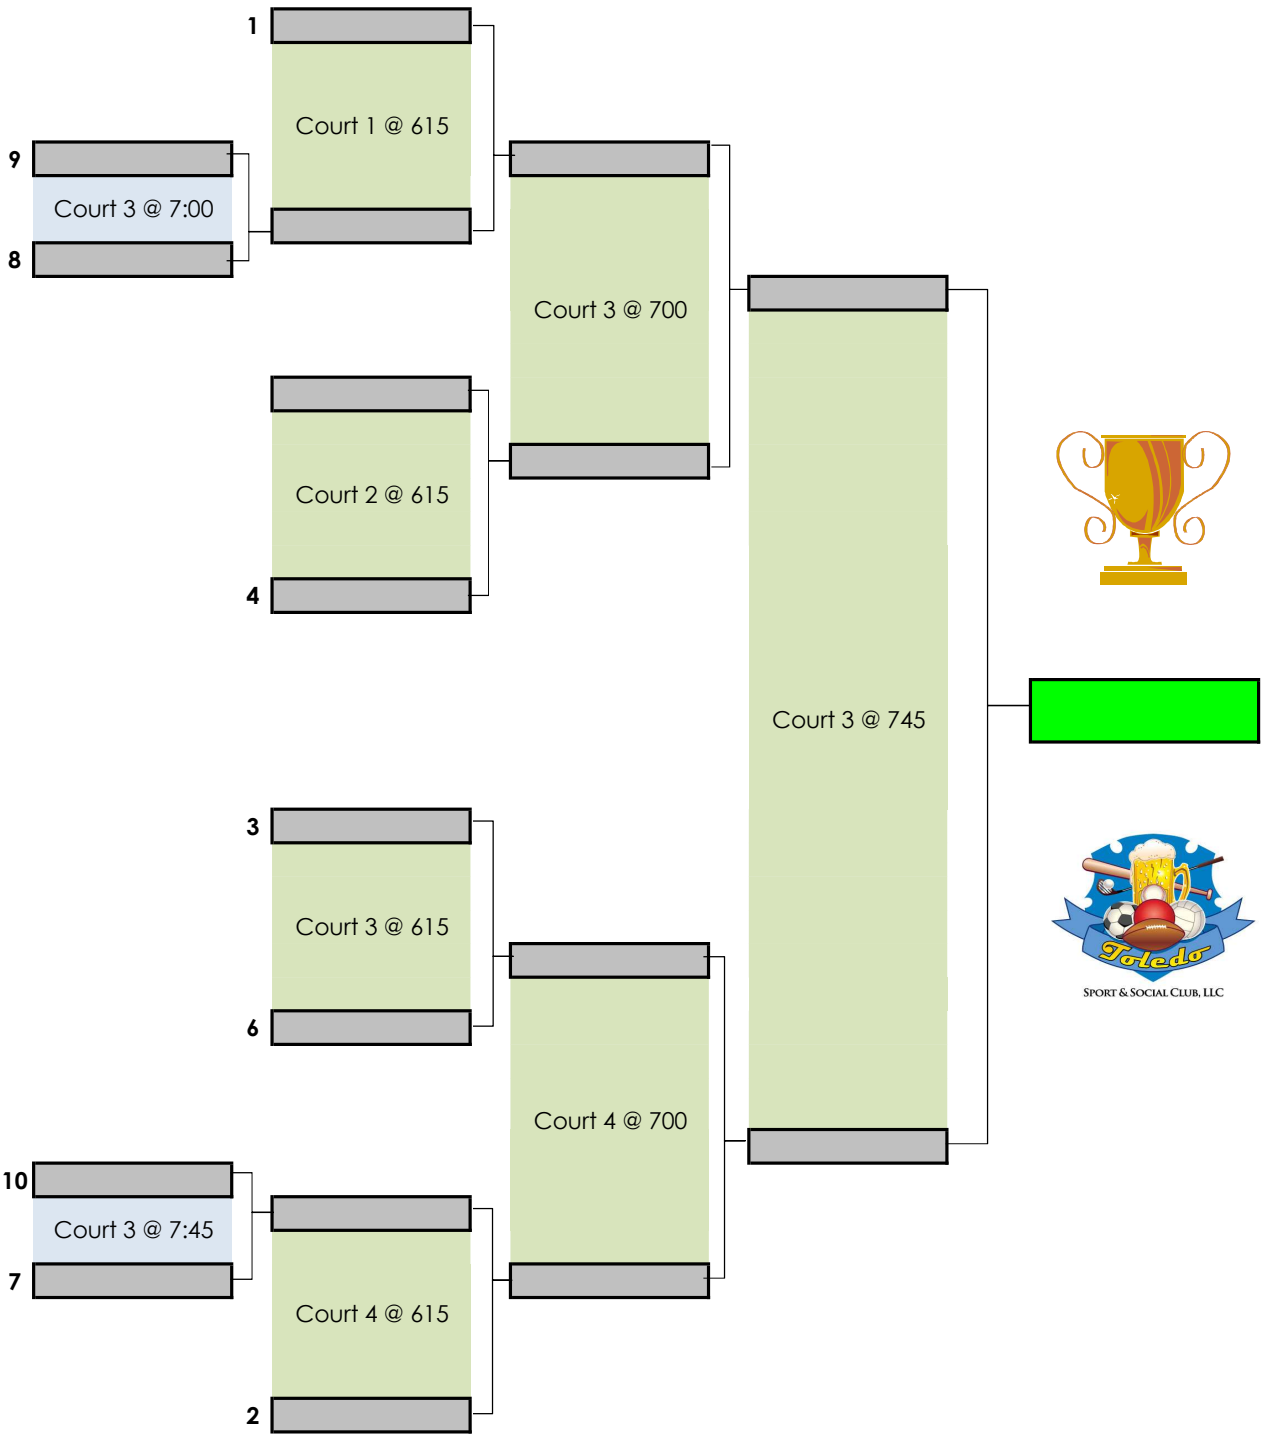 1
Court 1 @ 615
9
Court 3 @ 7:00
8
Court 3 @ 700
Court 2 @ 615
4
Court 3 @ 745
3
Court 3 @ 615
6
Court 4 @ 700
10
Court 3 @ 7:45
7
Court 4 @ 615
2
Toledo
SPORT & SOCIAL CLUB, LLC